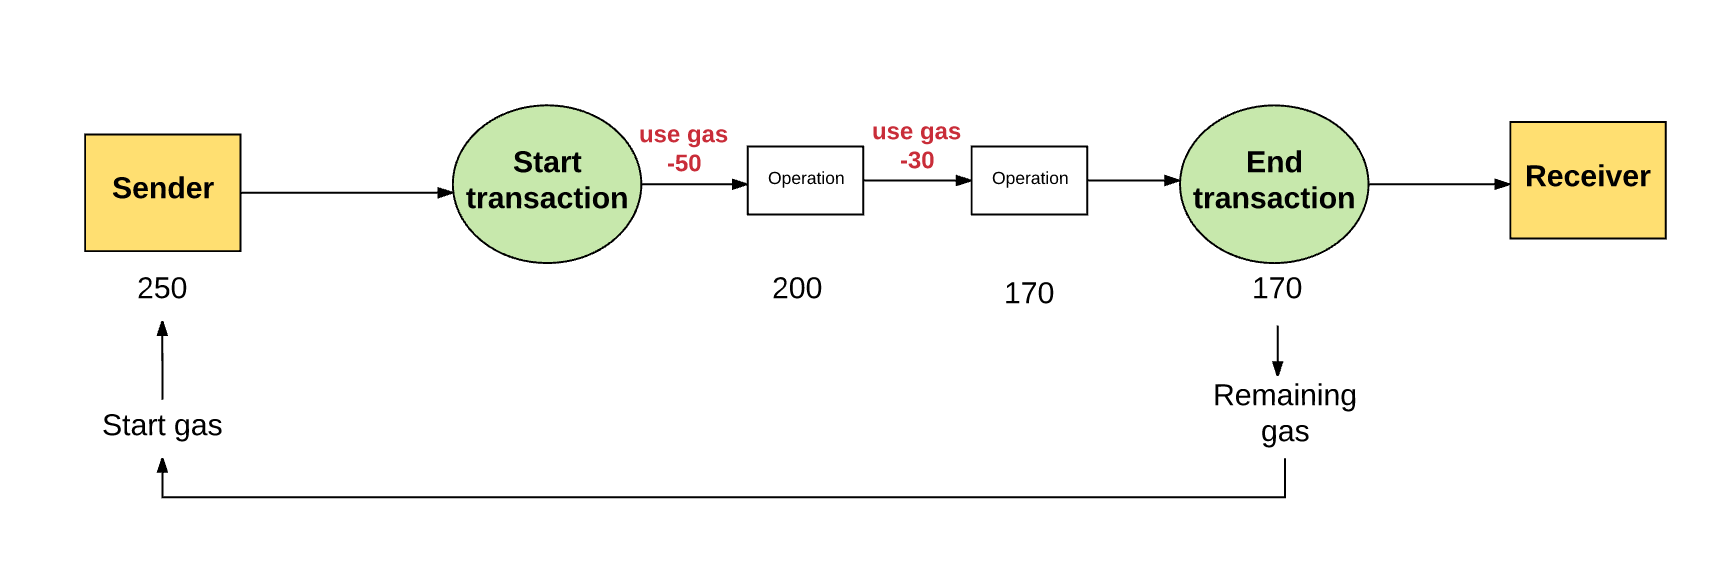 Sender
Start
transaction
use gas
-50
Operation
use gas
-30
Operation
End
transaction
Receiver
250
200
170
170
Start gas
Remaining
gas